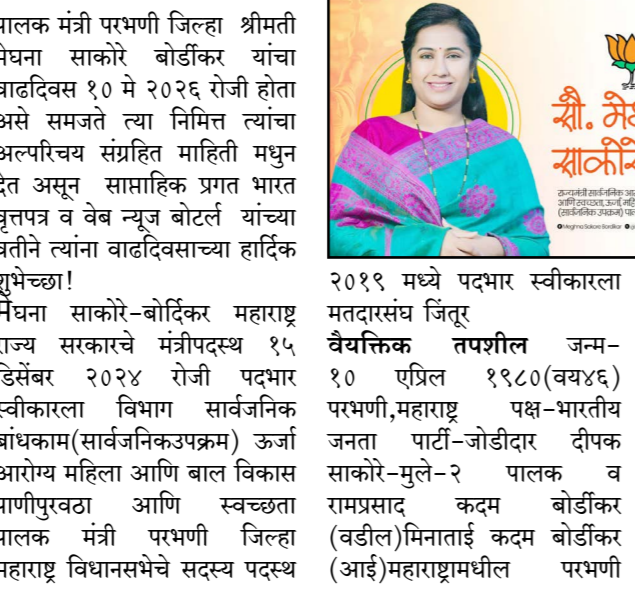 पालक मंत्री परभणी जिल्हा श्रीमती
मेघना साकोरे बोर्डीकर यांचा
वाढदिवस १० मे २०२६ रोजी होता
असे समजते त्या निमित्त त्यांचा
अल्परिचय संग्रहित माहिती मधुन
देत असून साप्ताहिक प्रगत भारत
वृत्तपत्र व वेब न्यूज बोटर्ल यांच्या
वतीने त्यांना वाढदिवसाच्या हार्दिक
शुभेच्छा!
मेघना साकोरे-बोर्दिकर महाराष्ट्र
राज्य सरकारचे मंत्रीपदस्थ १५
डिसेंबर २०२४ रोजी पदभार
स्वीकारला विभाग सार्वजनिक
बांधकाम(सार्वजनिकउपक्रम) ऊर्जा
आरोग्य महिला आणि बाल विकास
पाणीपुरवठा आणि स्वच्छता
पालक मंत्री परभणी जिल्हा
महाराष्ट्र विधानसभेचे सदस्य पदस्थ
सौ.
साकोरे
Meghna Sakore Bordikar
२०१९ मध्ये पदभार स्वीकारला
मतदारसंघ जिंतूर
वैयक्तिक तपशील जन्म-
१० एप्रिल १९८०(वय४६)
परभणी,महाराष्ट्र पक्ष-भारतीय
जनता पार्टी-जोडीदार दीपक
साकोरे-मुले-२ पालक व
रामप्रसाद कदम बोर्डीकर
(वडील)मिनाताई कदम बोर्डीकर
(आई)महाराष्ट्रामधील परभणी